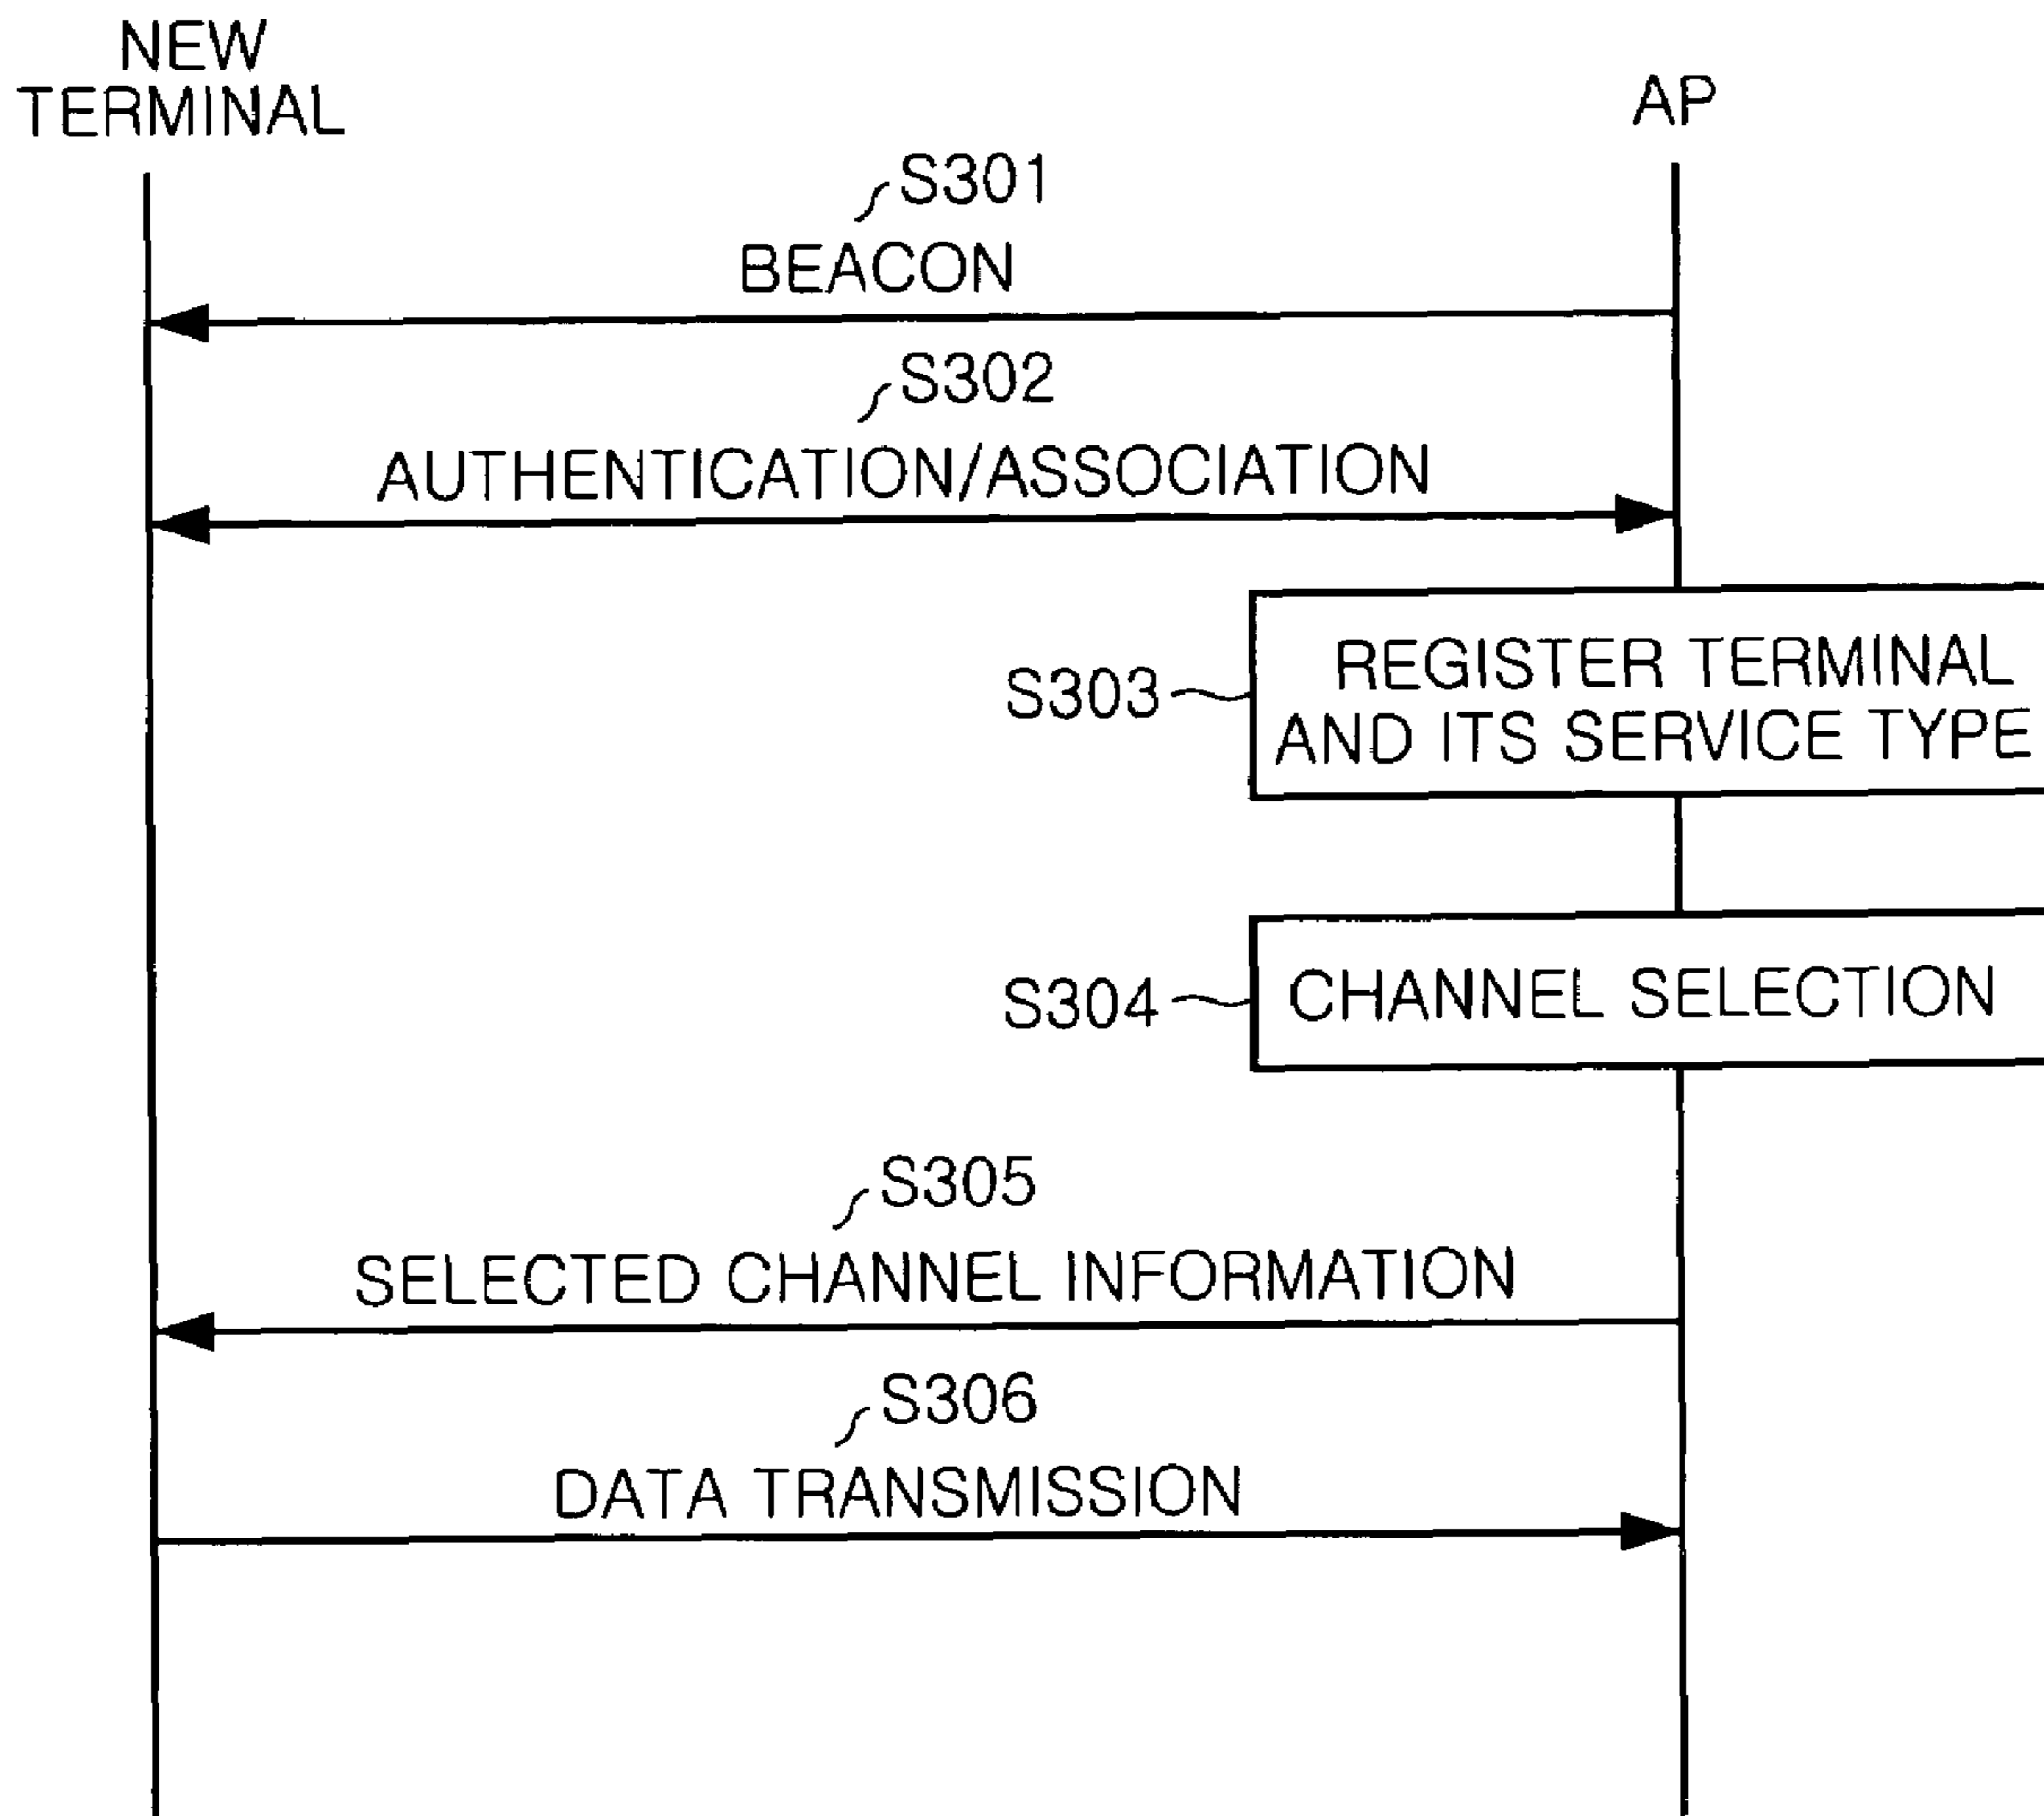 NEW
TERMINAL
AP
S301
BEACON
S302
AUTHENTICATION/ASSOCIATION
S303
REGISTER TERMINAL
AND ITS SERVICE TYPE
S304
CHANNEL SELECTION
S305
SELECTED CHANNEL INFORMATION
S306
DATA TRANSMISSION